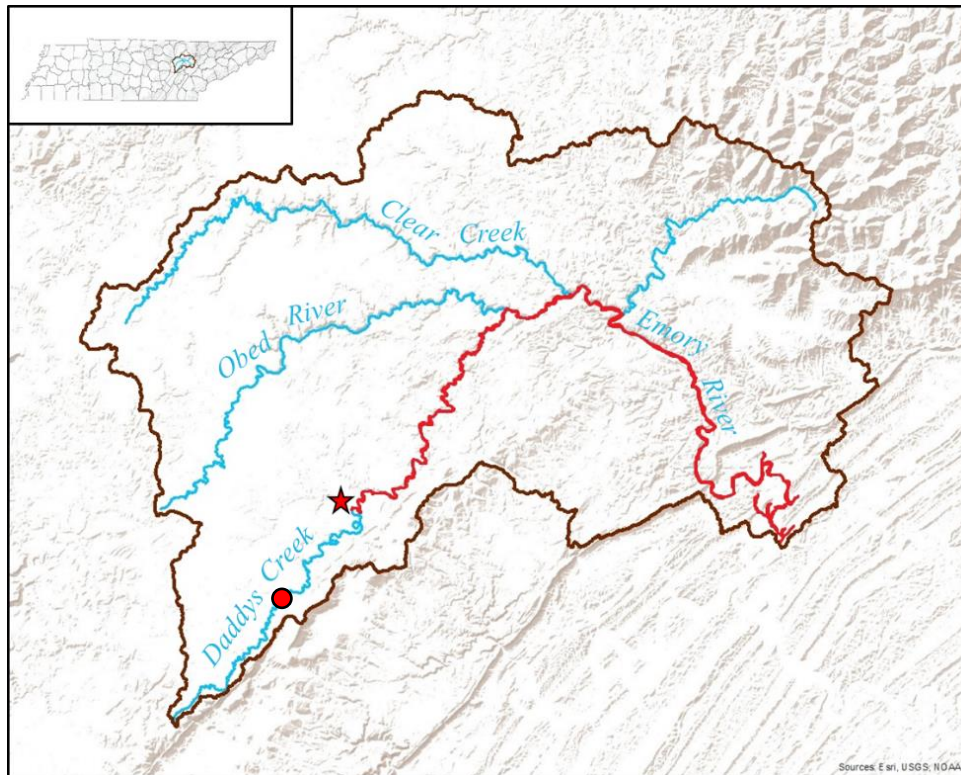 Clear Creek
Obed River
Emory River
Daddys Creek
Sources: Esri, USGS, NOAA